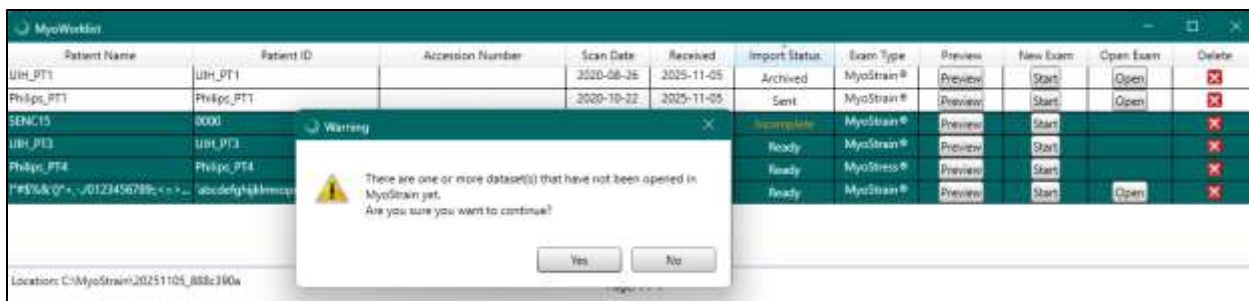 MyoWorklist
Patient Name Patient ID Accession Number Scan Date Received Import Status Exam Type Preview New Exam Open Exam Delete
UIH_PT1 UIH_PT1 2020-08-26 2025-11-05 Archived MyoStrain® Preview Start Open
Philips_PT1 Philips_PT1 2020-10-22 2025-11-05 Sent MyoStrain® Preview Start Open
SENC15 0000 Incomplete MyoStrain® Preview Start
UIH_PT3 UIH_PT3 Ready MyoStrain® Preview Start
Philips_PT4 Philips_PT4 Ready MyoStress® Preview Start
Ready MyoStrain® Preview Start Open
Warning
There are one or more dataset(s) that have not been opened in
MyoStrain yet.
Are you sure you want to continue?
Yes No
Location: C:\MyoStrain\20251105_888c390a